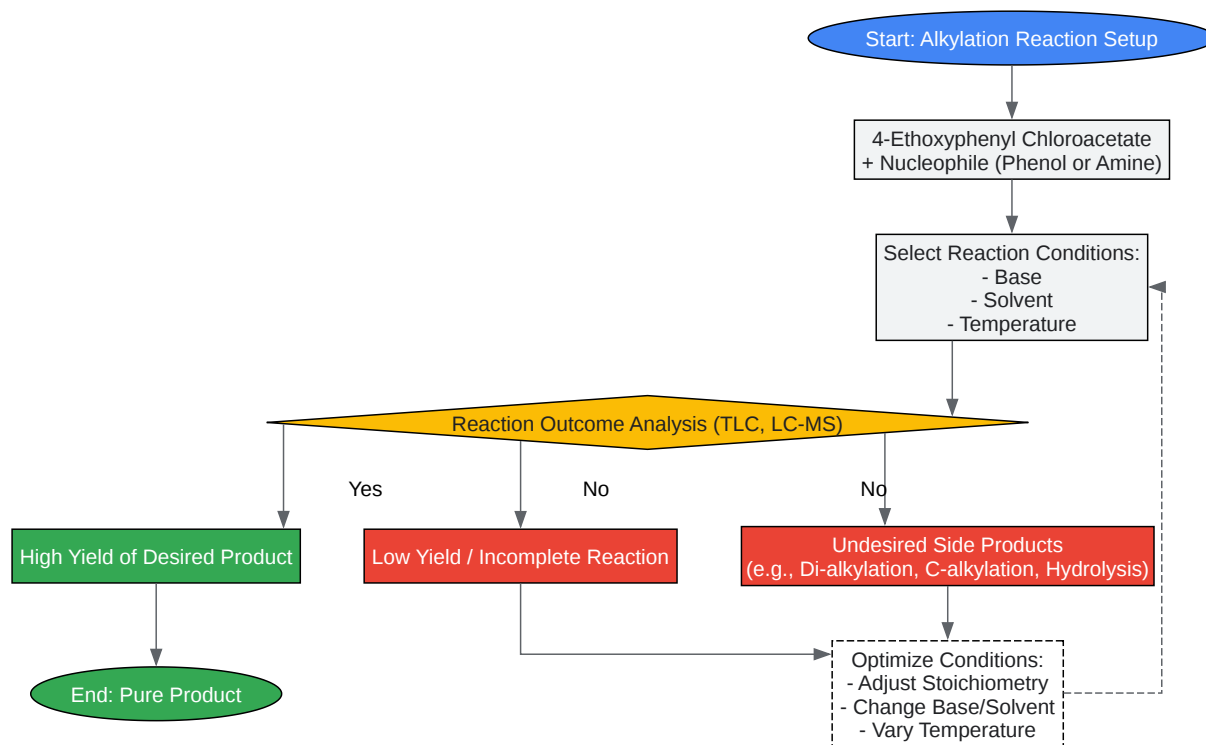 Start: Alkylation Reaction Setup
4-Ethoxyphenyl Chloroacetate
+ Nucleophile (Phenol or Amine)
Select Reaction Conditions:
- Base
- Solvent
- Temperature
Reaction Outcome Analysis (TLC, LC-MS)
Yes
No
No
High Yield of Desired Product
Low Yield / Incomplete Reaction
Undesired Side Products
(e.g., Di-alkylation, C-alkylation, Hydrolysis)
End: Pure Product
Optimize Conditions:
- Adjust Stoichiometry
- Change Base/Solvent
- Vary Temperature